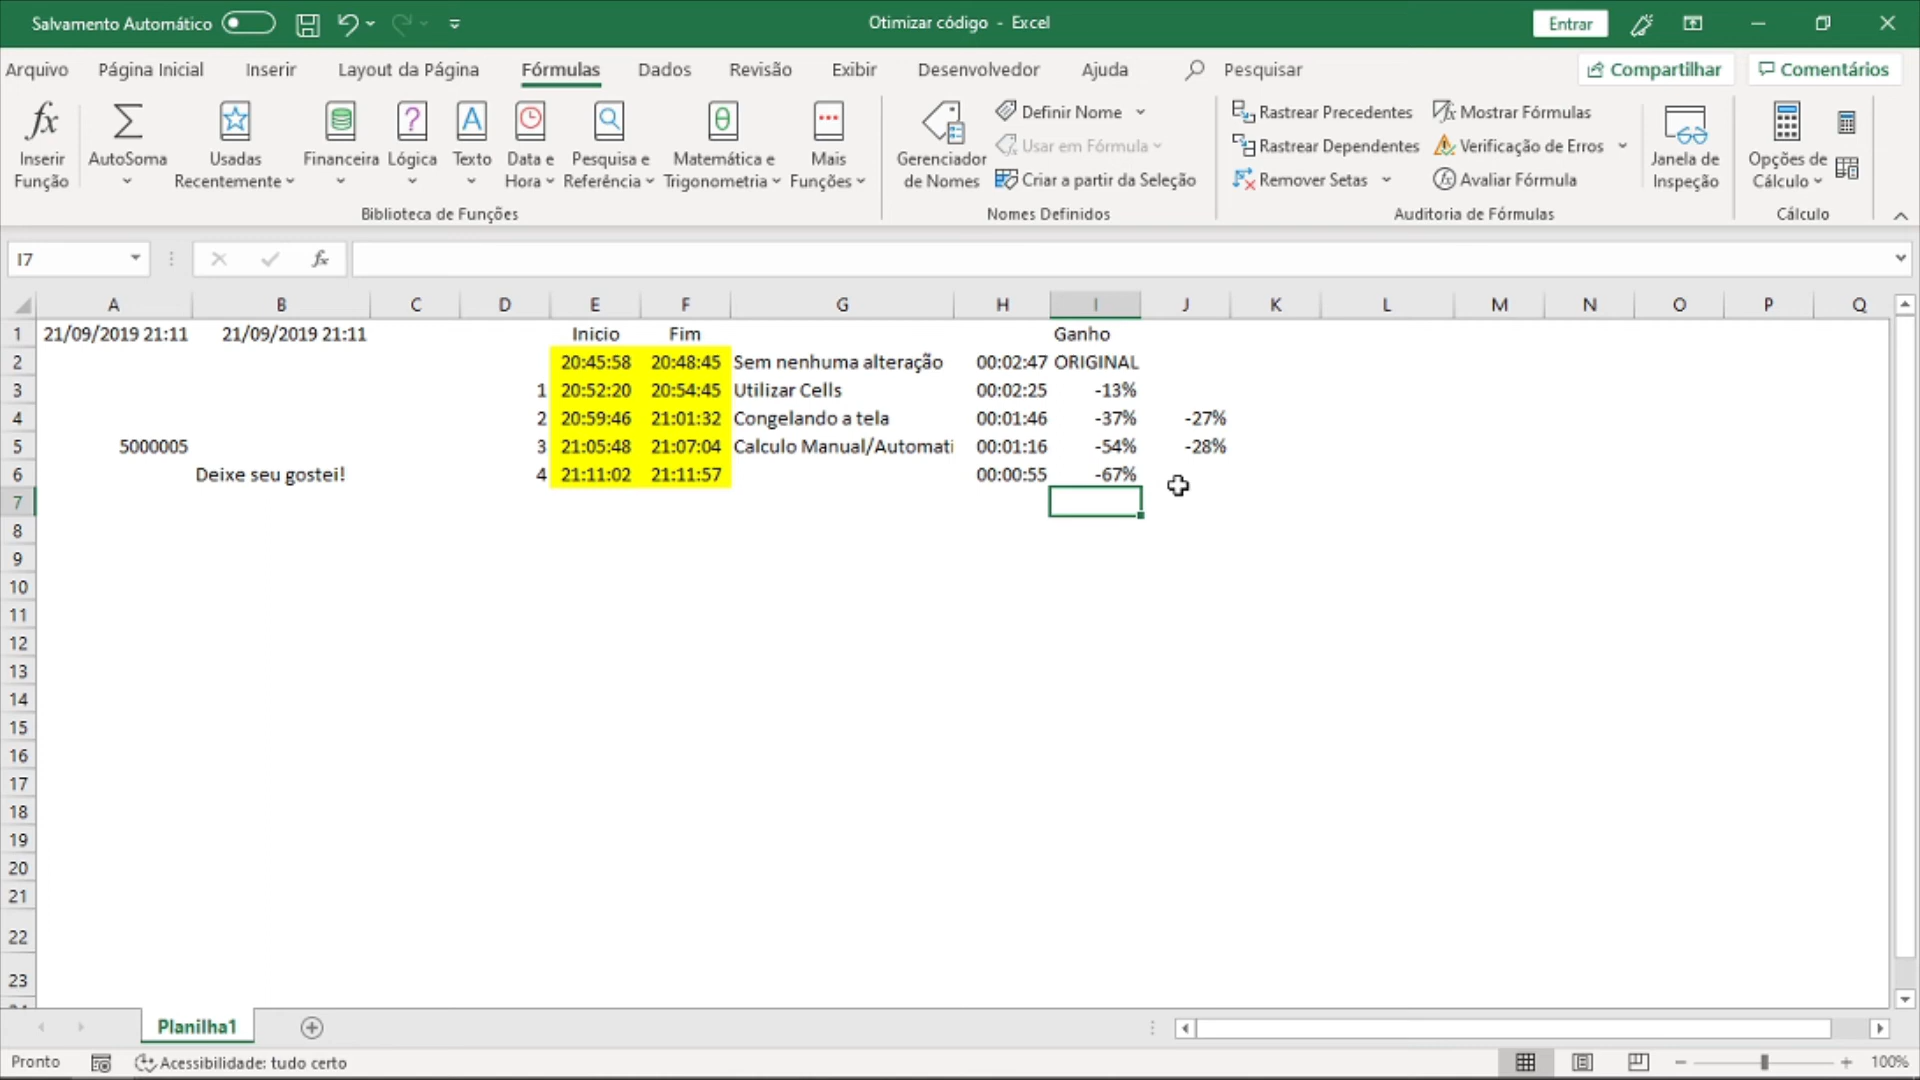 Salvamento Automático
Otimizar código - Excel
Entrar
Arquivo Página Inicial Inserir Layout da Página Fórmulas Dados Revisão Exibir Desenvolvedor Ajuda Pesquisar Compartilhar Comentários
Inserir Função
AutoSoma
Usadas Recentemente
Financeira
Lógica
Texto
Data e Hora
Pesquisa e Referência
Matemática e Trigonometria
Mais Funções
Biblioteca de Funções
Gerenciador de Nomes
Definir Nome
Usar em Fórmula
Criar a partir da Seleção
Nomes Definidos
Rastrear Precedentes
Rastrear Dependentes
Remover Setas
Mostrar Fórmulas
Verificação de Erros
Avaliar Fórmula
Auditoria de Fórmulas
Janela de Inspeção
Opções de Cálculo
Cálculo
I7
fx
A B C D E F G H I J K L M N O P Q
1 21/09/2019 21:11 21/09/2019 21:11 Inicio Fim Ganho
2 20:45:58 20:48:45 Sem nenhuma alteração 00:02:47 ORIGINAL
3 1 20:52:20 20:54:45 Utilizar Cells 00:02:25 -13%
4 2 20:59:46 21:01:32 Congelando a tela 00:01:46 -37% -27%
5 5000005 3 21:05:48 21:07:04 Calculo Manual/Automati 00:01:16 -54% -28%
6 Deixe seu gostei! 4 21:11:02 21:11:57 00:00:55 -67%
7
8
9
10
11
12
13
14
15
16
17
18
19
20
21
22
23
Planilha1
Pronto Acessibilidade: tudo certo 100%